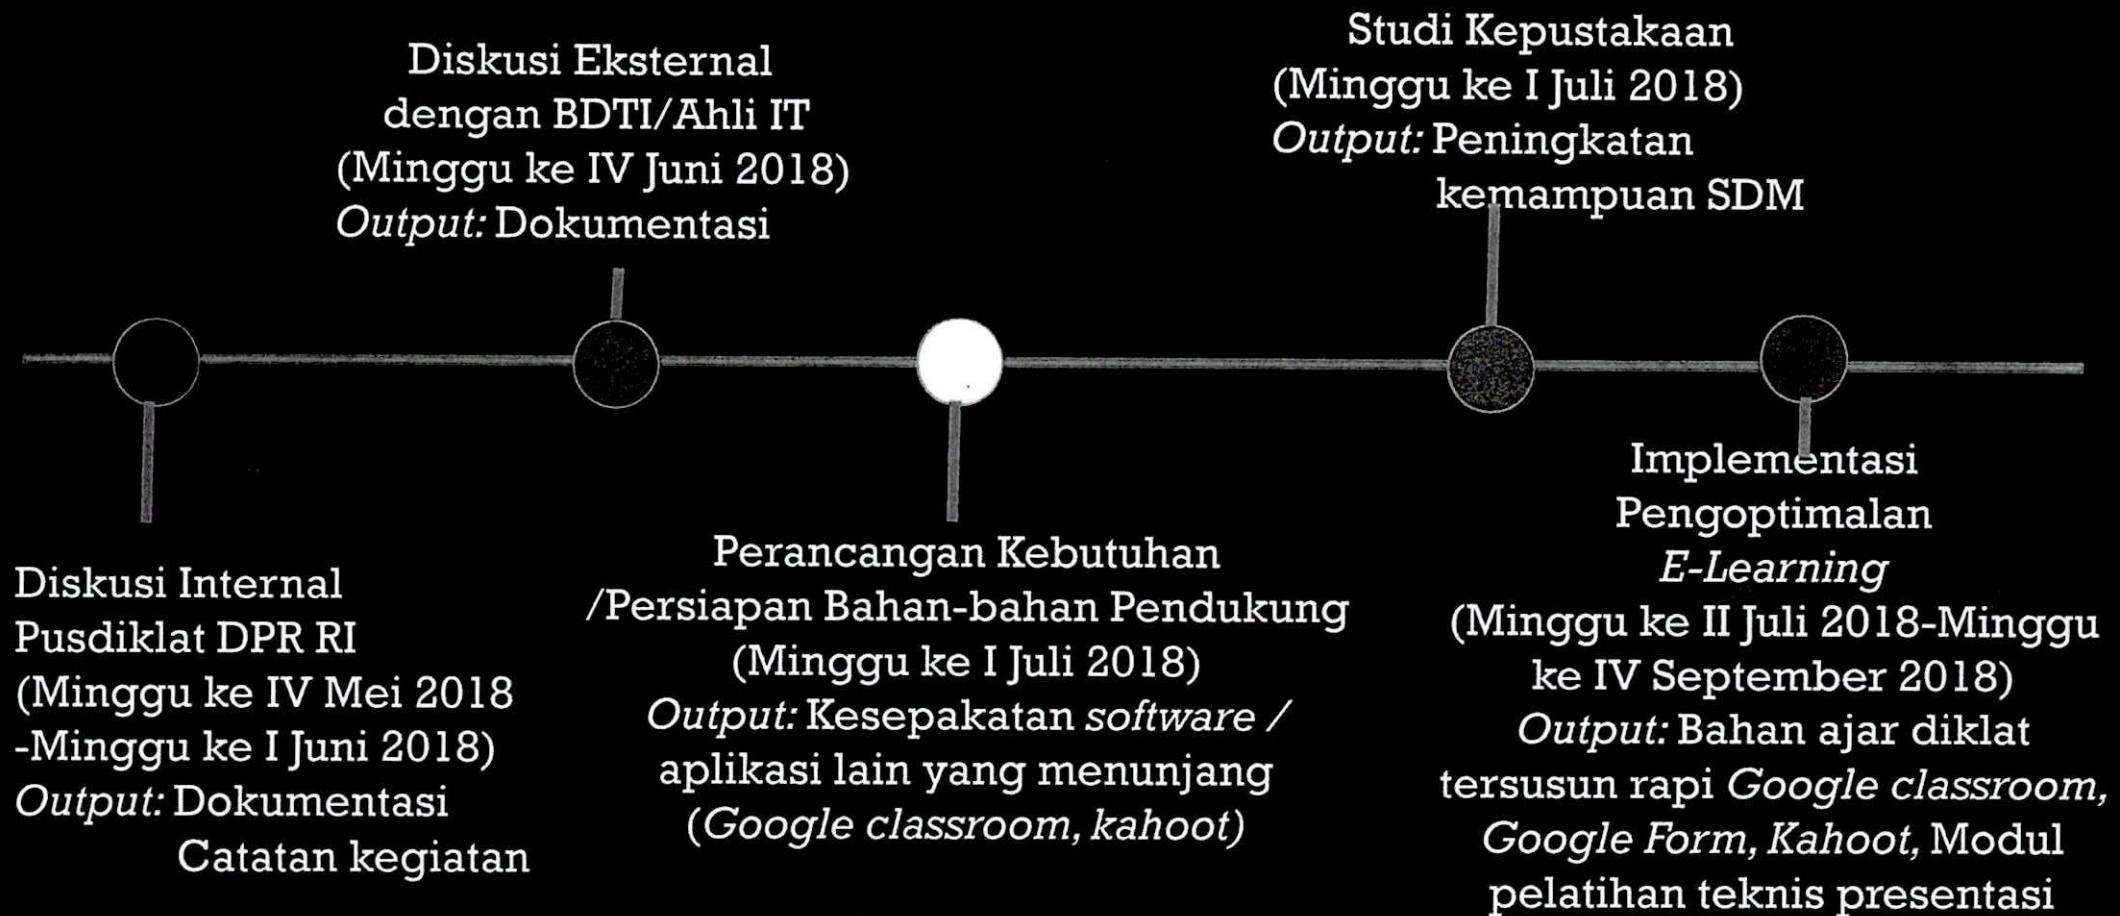 Diskusi Internal
Pusdiklat DPR RI
(Minggu ke IV Mei 2018
-Minggu ke I Juni 2018)
Output: Dokumentasi
Catatan kegiatan
Diskusi Eksternal
dengan BDTI/Ahli IT
(Minggu ke IV Juni 2018)
Output: Dokumentasi
Perancangan Kebutuhan
/Persiapan Bahan-bahan Pendukung
(Minggu ke I Juli 2018)
Output: Kesepakatan software /
aplikasi lain yang menunjang
(Google classroom, kahoot)
Studi Kepustakaan
(Minggu ke I Juli 2018)
Output: Peningkatan
kemampuan SDM
Implementasi
Pengoptimalan
E-Learning
(Minggu ke II Juli 2018-Minggu
ke IV September 2018)
Output: Bahan ajar diklat
tersusun rapi Google classroom,
Google Form, Kahoot, Modul
pelatihan teknis presentasi